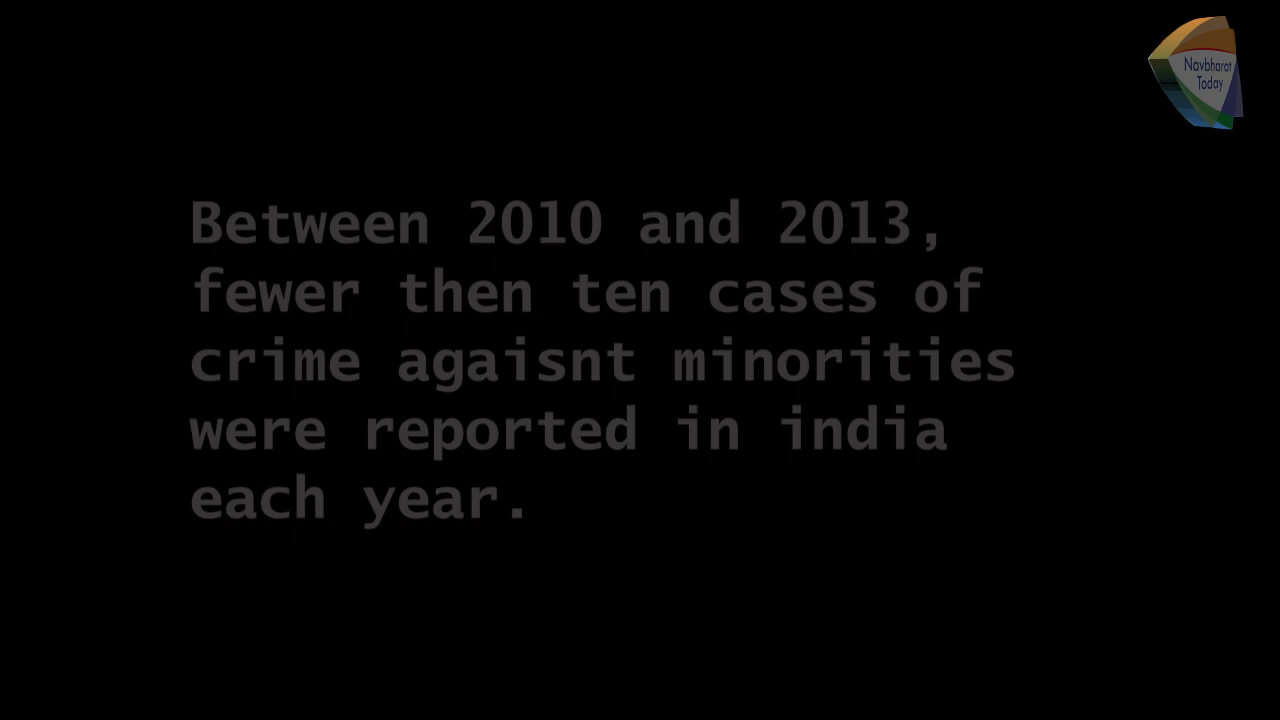 Navbharat
Today
Between 2010 and 2013,
fewer then ten cases of
crime agaisnt minorities
were reported in india
each year.